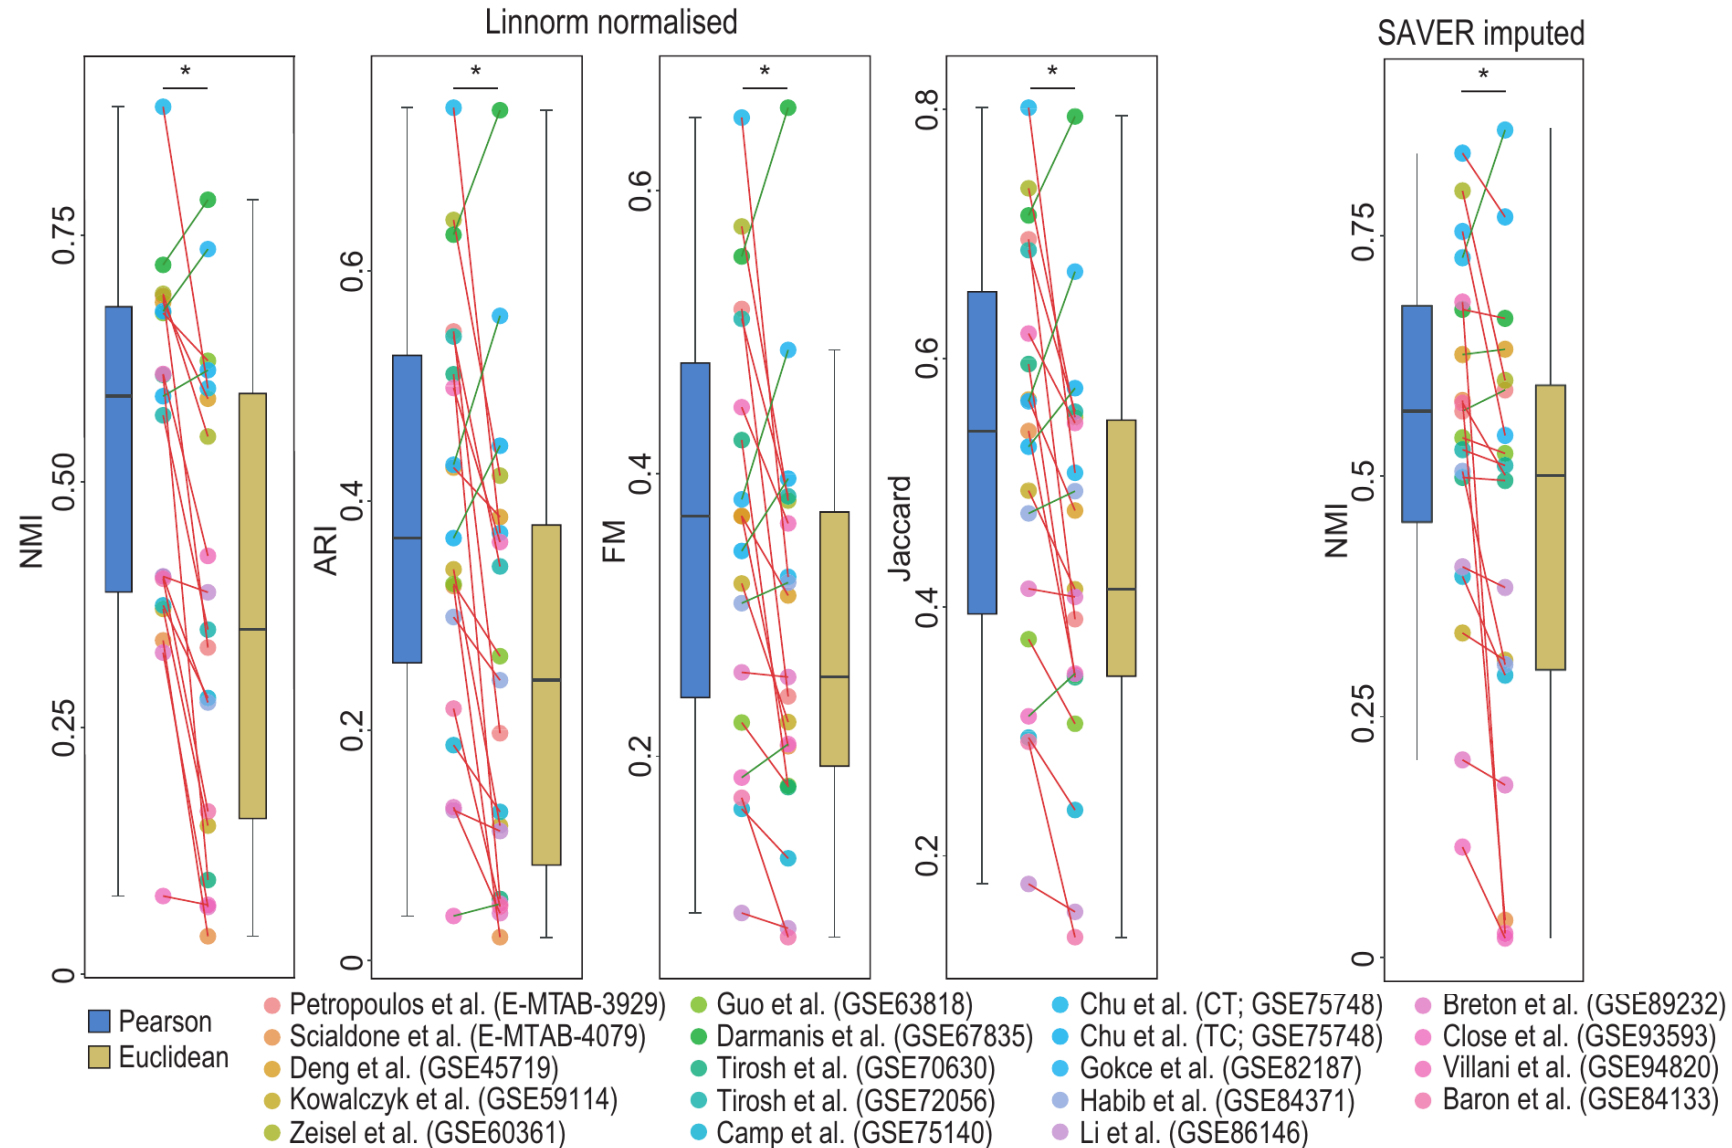 Linnorm normalised
SAVER imputed
*
*
*
*
*
NMI
0.75
0.50
0.25
0
ARI
0.6
0.4
0.2
0
FM
0.6
0.4
0.2
Jaccard
0.8
0.6
0.4
0.2
NMI
0.75
0.5
0.25
0
Pearson
Euclidean
Petropoulos et al. (E-MTAB-3929)
Scialdone et al. (E-MTAB-4079)
Deng et al. (GSE45719)
Kowalczyk et al. (GSE59114)
Zeisel et al. (GSE60361)
Guo et al. (GSE63818)
Darmanis et al. (GSE67835)
Tirosh et al. (GSE70630)
Tirosh et al. (GSE72056)
Camp et al. (GSE75140)
Chu et al. (CT; GSE75748)
Chu et al. (TC; GSE75748)
Gokce et al. (GSE82187)
Habib et al. (GSE84371)
Li et al. (GSE86146)
Breton et al. (GSE89232)
Close et al. (GSE93593)
Villani et al. (GSE94820)
Baron et al. (GSE84133)